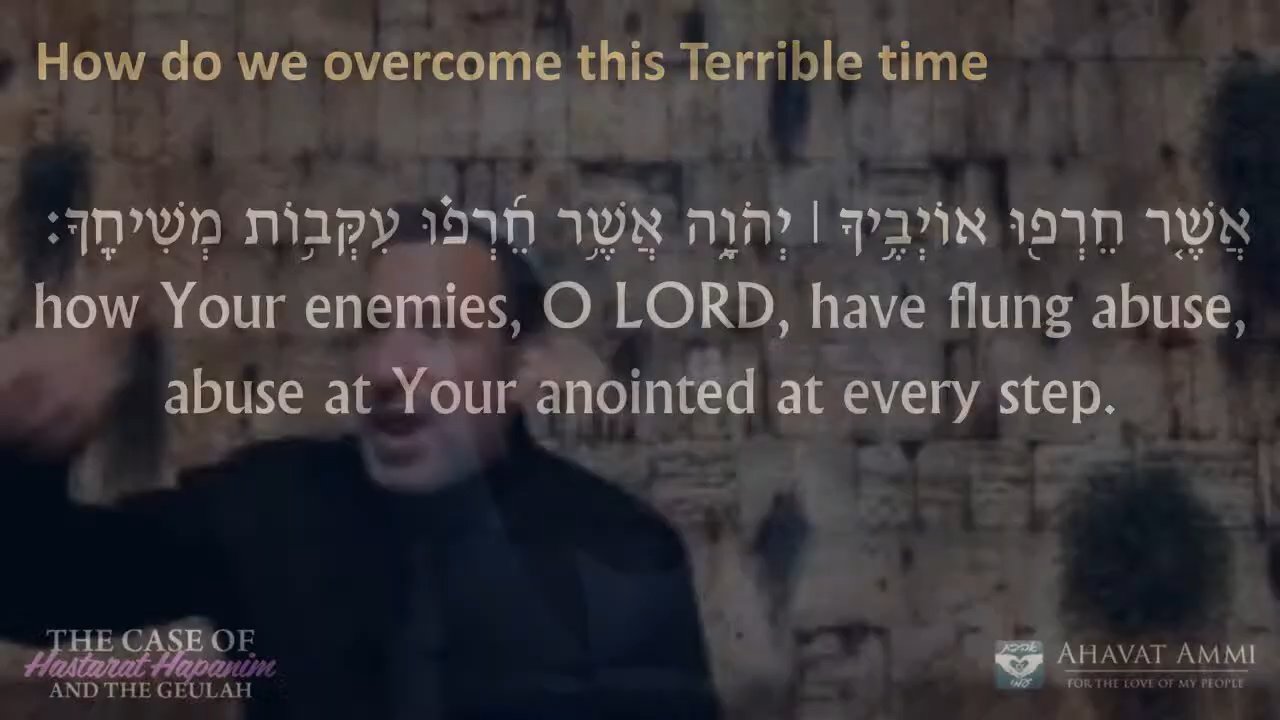 How do we overcome this Terrible time
אֲשֶׁ֤ר חֵרְפ֖וּ אוֹיְבֶ֥יךָ ׀ יְהֹוָ֑ה אֲשֶׁ֥ר חֵ֝רְפ֗וּ עִקְּב֥וֹת מְשִׁיחֶֽךָ׃
how Your enemies, O LORD, have flung abuse,
abuse at Your anointed at every step.
THE CASE OF
Hastarat Hapanim
AND THE GEULAH
AHAVAT AMMI
FOR THE LOVE OF MY PEOPLE